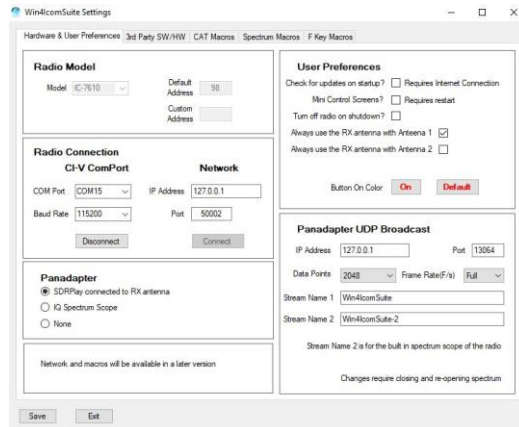 Win4IcomSuite Settings
Hardware & User Preferences 3rd Party SW/HW CAT Macros Spectrum Macros F Key Macros
Radio Model
Model IC-7610 Default Address 98
Custom Address
Radio Connection
CI-V ComPort Network
COM Port COM15 IP Address 127.0.0.1
Baud Rate 115200 Port 50002
Disconnect Connect
Panadapter
SDRPlay connected to RX antenna
IQ Spectrum Scope
None
Network and macros will be available in a later version
User Preferences
Check for updates on startup? Requires Internet Connection
Mini Control Screens? Requires restart
Turn off radio on shutdown?
Always use the RX antenna with Anteena 1
Always use the RX antenna with Antenna 2
Button On Color On Default
Panadapter UDP Broadcast
IP Address 127.0.0.1 Port 13064
Data Points 2048 Frame Rate(F/s) Full
Stream Name 1 Win4IcomSuite
Stream Name 2 Win4IcomSuite-2
Stream Name 2 is for the built in spectrum scope of the radio
Changes require closing and re-opening spectrum
Save Exit